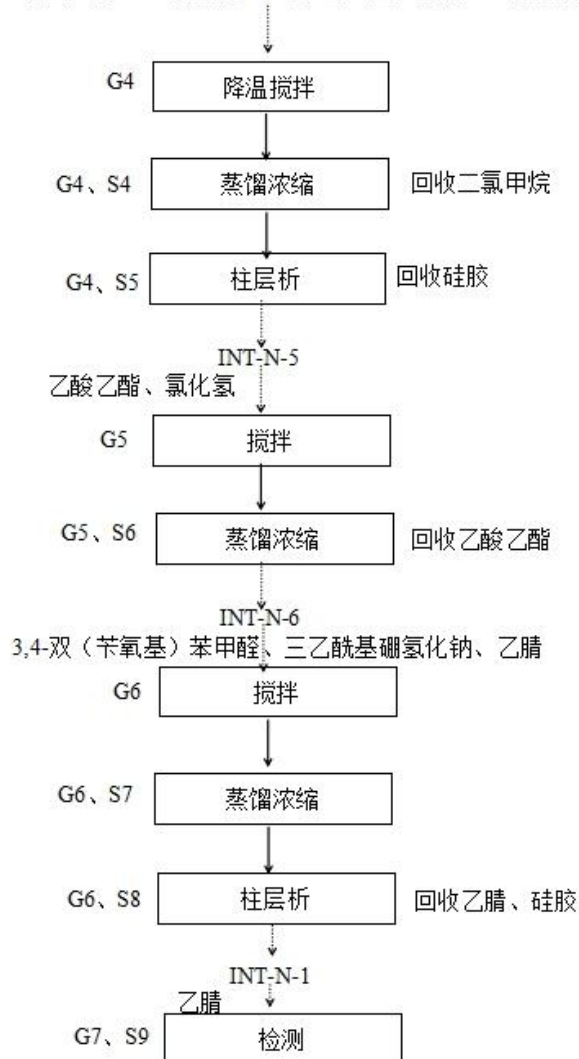 G4
降温搅拌
G4、S4
蒸馏浓缩
回收二氯甲烷
G4、S5
柱层析
回收硅胶
INT-N-5
乙酸乙酯、氯化氢
G5
搅拌
G5、S6
蒸馏浓缩
回收乙酸乙酯
INT-N-6
3,4-双（苄氧基）苯甲醛、三乙酰基硼氢化钠、乙腈
G6
搅拌
G6、S7
蒸馏浓缩
G6、S8
柱层析
回收乙腈、硅胶
INT-N-1
乙腈
G7、S9
检测